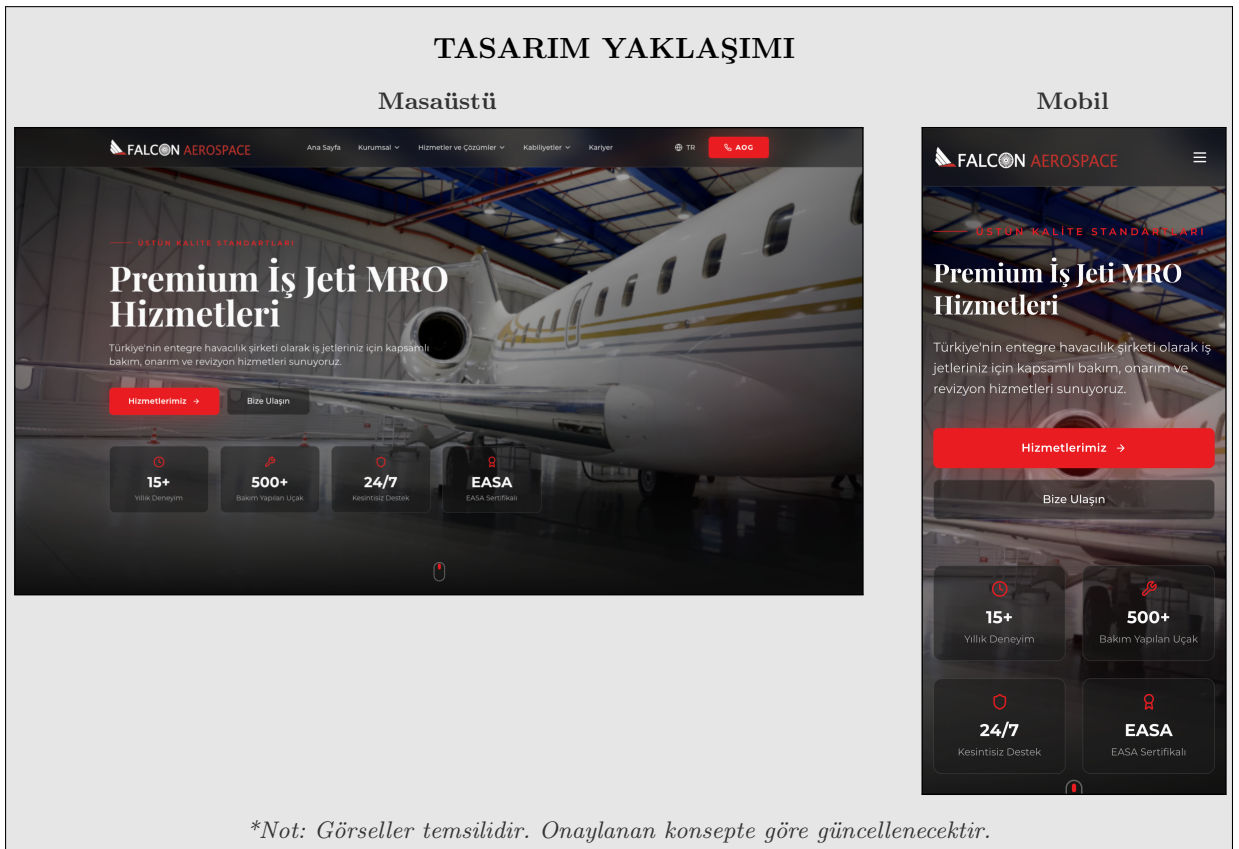 TASARIM YAKLAŞIMI
Masaüstü
FALCON AEROSPACE
Ana Sayfa Kurumsal Hizmetler ve Çözümler Kabiliyetler Kariyer TR AOG
ÜSTÜN KALİTE STANDARTLARI
Premium İş Jeti MRO
Hizmetleri
Türkiye'nin entegre havacılık şirketi olarak iş jetleriniz için kapsamlı
bakım, onarım ve revizyon hizmetleri sunuyoruz.
Hizmetlerimiz → Bize Ulaşın
15+ 500+ 24/7 EASA
Yıllık Deneyim Bakım Yapılan Uçak Kesintisiz Destek EASA Sertifikalı
Mobil
FALCON AEROSPACE
ÜSTÜN KALİTE STANDARTLARI
Premium İş Jeti MRO
Hizmetleri
Türkiye'nin entegre havacılık şirketi olarak iş
jetleriniz için kapsamlı bakım, onarım ve
revizyon hizmetleri sunuyoruz.
Hizmetlerimiz →
Bize Ulaşın
15+ 500+
Yıllık Deneyim Bakım Yapılan Uçak
24/7 EASA
Kesintisiz Destek EASA Sertifikalı
*Not: Görseller temsilidir. Onaylanan konsepte göre güncellenecektir.